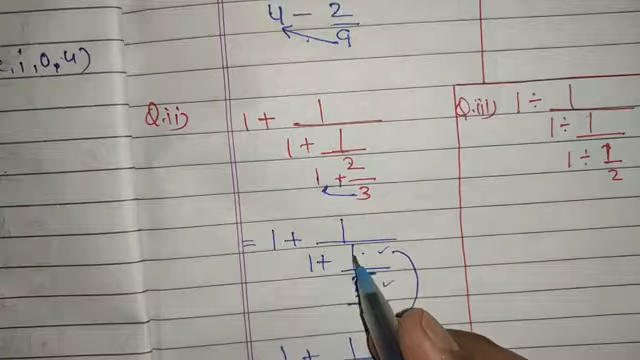 4 - 2
9
, i, 0, 4)
Q.ii) 1 + 1
1 + 1
1 + 2
3
Q.iii) 1 ÷ 1
1 ÷ 1
1 ÷ 1
2
= 1 + 1
1 + 1
1 + 1